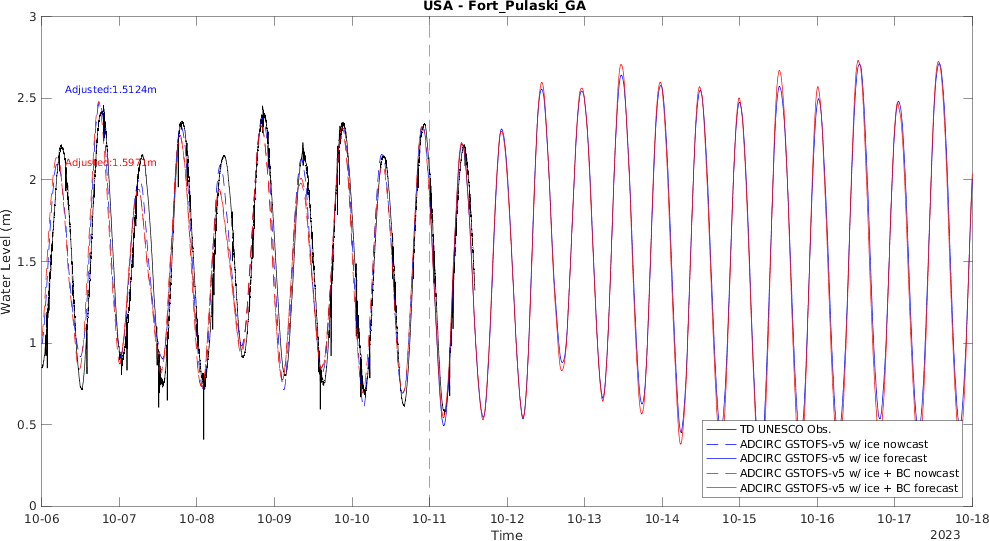 USA - Fort_Pulaski_GA
3
2.5
2
1.5
1
0.5
0
Water Level (m)
Adjusted:1.5124m
Adjusted:1.5971m
TD UNESCO Obs.
ADCIRC GSTOFS-v5 w/ ice nowcast
ADCIRC GSTOFS-v5 w/ ice forecast
ADCIRC GSTOFS-v5 w/ ice + BC nowcast
ADCIRC GSTOFS-v5 w/ ice + BC forecast
10-06 10-07 10-08 10-09 10-10 10-11 10-12 10-13 10-14 10-15 10-16 10-17 10-18
Time
2023